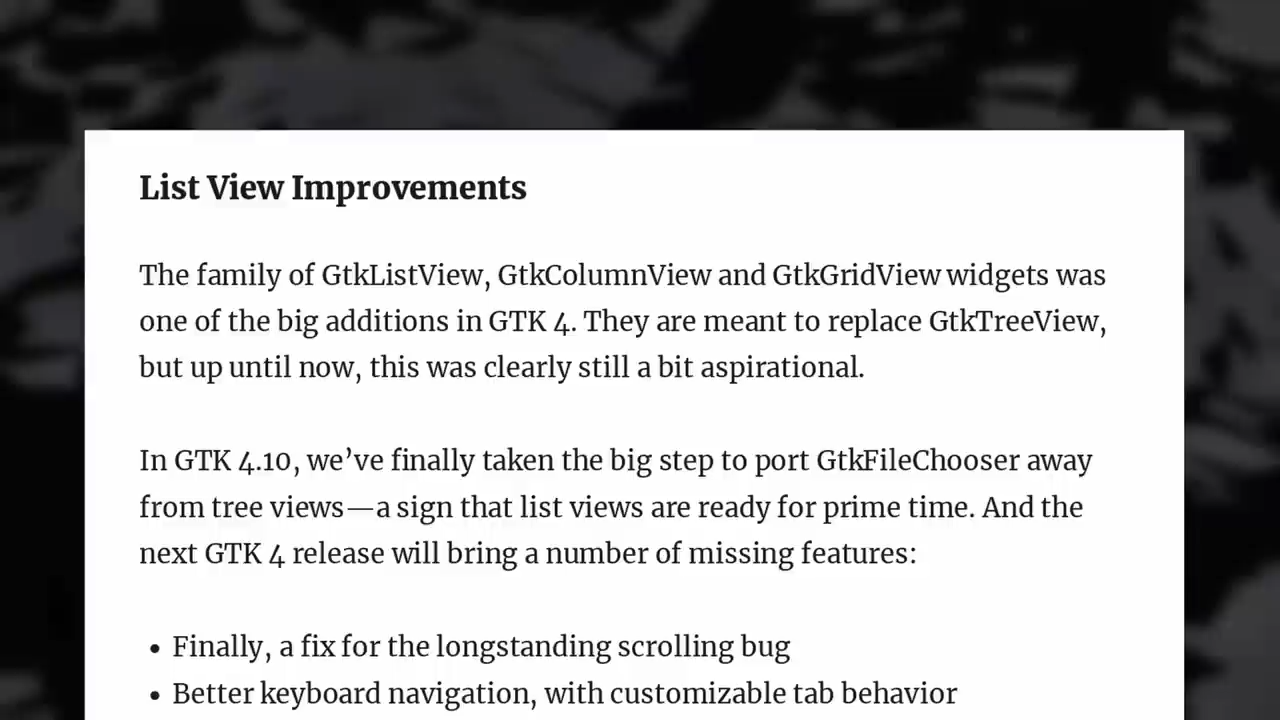 List View Improvements
The family of GtkListView, GtkColumnView and GtkGridView widgets was
one of the big additions in GTK 4. They are meant to replace GtkTreeView,
but up until now, this was clearly still a bit aspirational.
In GTK 4.10, we’ve finally taken the big step to port GtkFileChooser away
from tree views—a sign that list views are ready for prime time. And the
next GTK 4 release will bring a number of missing features:
• Finally, a fix for the longstanding scrolling bug
• Better keyboard navigation, with customizable tab behavior